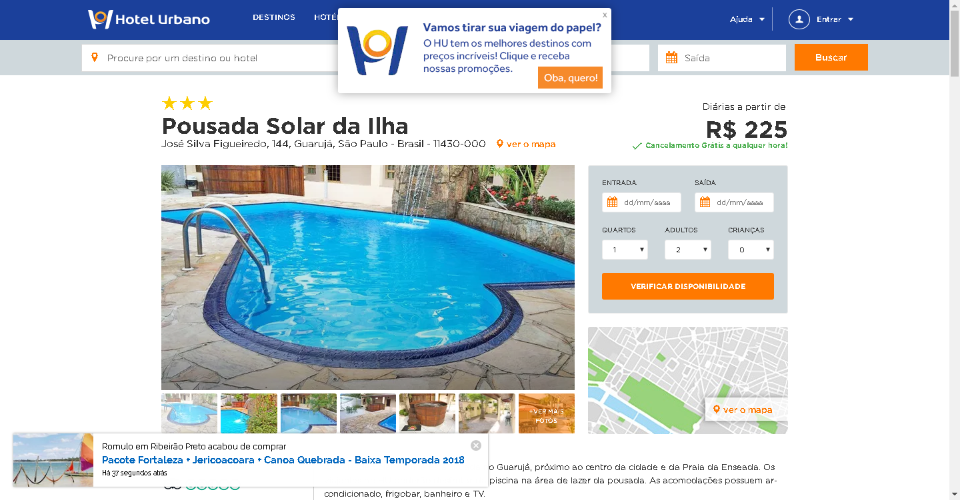 Hotel Urbano
DESTINOS
Vamos tirar sua viagem do papel?
O HU tem os melhores destinos com
preços incríveis! Clique e receba
nossas promoções.
Oba, quero!
x
Ajuda
Entrar
Procure por um destino ou hotel
Saída
Buscar
Pousada Solar da Ilha
José Silva Figueiredo, 144, Guarujá, São Paulo - Brasil - 11430-000
ver o mapa
Diárias a partir de
R$ 225
Cancelamento Grátis a qualquer hora!
ENTRADA
SAÍDA
dd/mm/aaaa
dd/mm/aaaa
QUARTOS
ADULTOS
CRIANÇAS
1
2
0
VERIFICAR DISPONIBILIDADE
ver o mapa
+VER MAIS
FOTOS
Romulo em Ribeirão Preto acabou de comprar
Pacote Fortaleza + Jericoacoara + Canoa Quebrada - Baixa Temporada 2018
Há 37 segundos atrás
o Guarujá, próximo ao centro da cidade e da Praia da Enseada. Os
piscina na área de lazer da pousada. As acomodações possuem ar-
condicionado, frigobar, banheiro e TV.